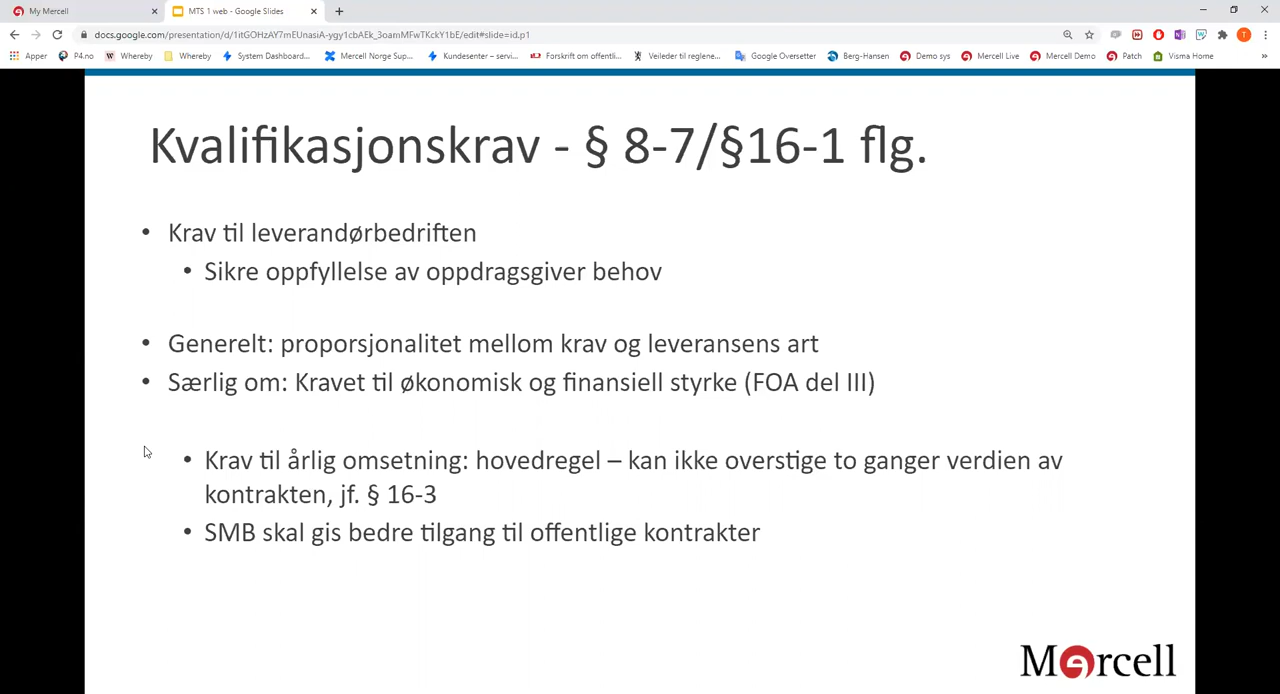 My Mercell
MTS 1 web - Google Slides
docs.google.com/presentation/d/1itGOHzAY7mEUnasiA-ygy1cbAEk_3oamMFwTKckY1bE/edit#slide=id.p1
Apper P4.no Whereby Whereby System Dashboard... Mercell Norge Sup... Kundesenter – servi... Forskrift om offentli... Veileder til reglene... Google Oversetter Berg-Hansen Demo sys Mercell Live Mercell Demo Patch Visma Home »
Kvalifikasjonskrav - § 8-7/§16-1 flg.
• Krav til leverandørbedriften
• Sikre oppfyllelse av oppdragsgiver behov
• Generelt: proporsjonalitet mellom krav og leveransens art
• Særlig om: Kravet til økonomisk og finansiell styrke (FOA del III)
• Krav til årlig omsetning: hovedregel – kan ikke overstige to ganger verdien av
kontrakten, jf. § 16-3
• SMB skal gis bedre tilgang til offentlige kontrakter
Mercell